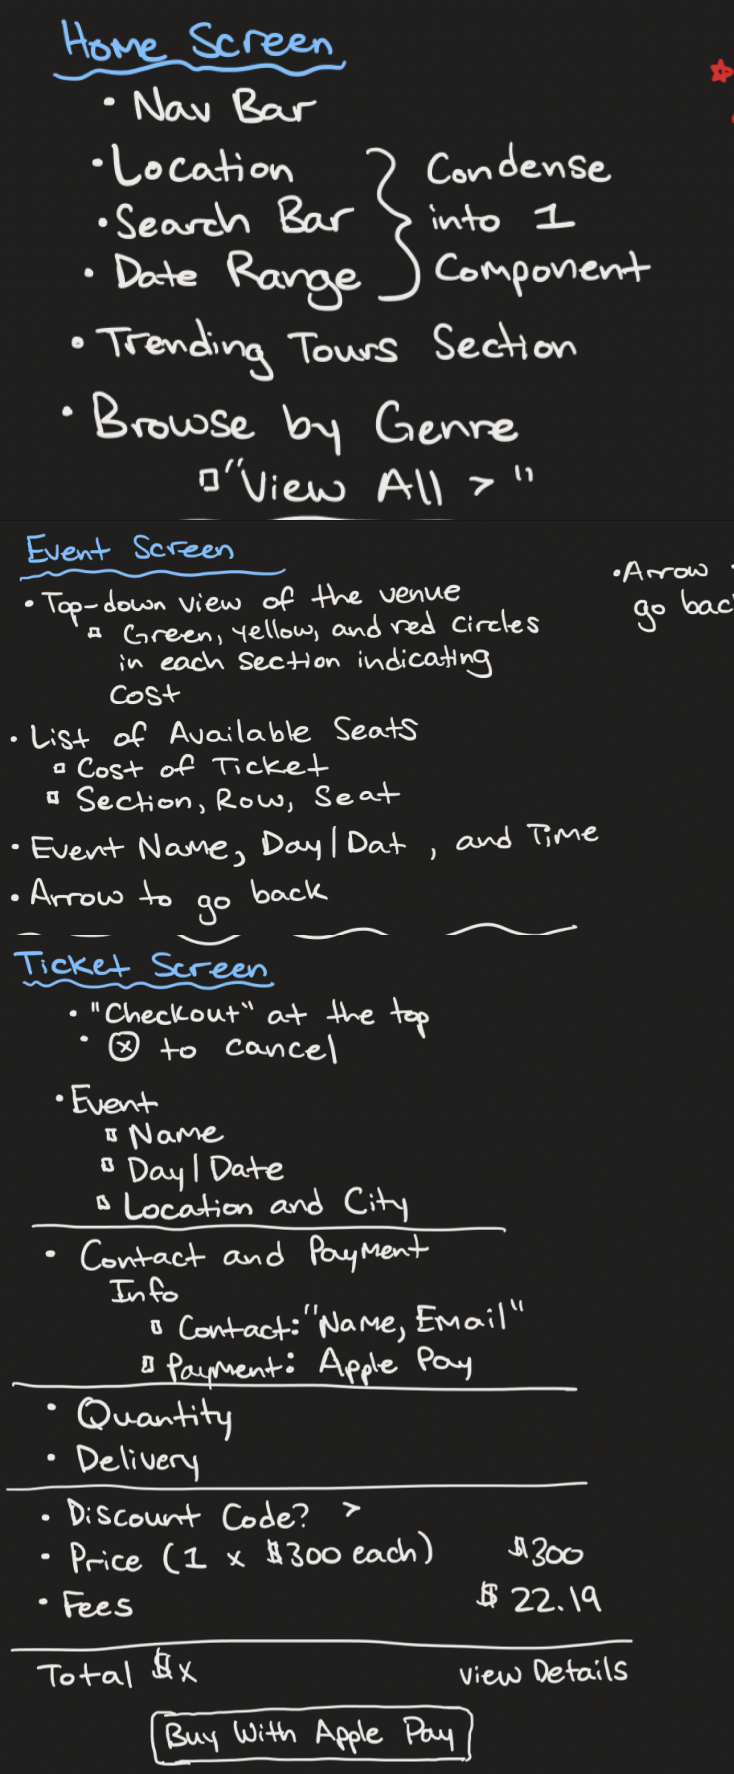 Home Screen
• Nav Bar
• Location
• Search Bar
• Date Range
Condense
into 1
Component
• Trending Tours Section
• Browse by Genre
"View All > "
Event Screen
• Top-down view of the venue
Green, yellow, and red circles
in each section indicating
cost
• Arrow
go bac
• List of Available Seats
Cost of Ticket
Section, Row, Seat
• Event Name, Day|Dat , and Time
• Arrow to go back
Ticket Screen
• "Checkout" at the top
• ⓧ to cancel
• Event
Name
Day|Date
Location and City
• Contact and Payment
Info
Contact: "Name, Email"
Payment: Apple Pay
• Quantity
• Delivery
• Discount Code? >
• Price (1 x $300 each) $300
• Fees $ 22.19
Total $x view Details
Buy With Apple Pay